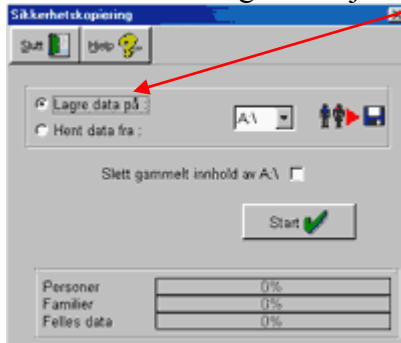 Sikkerhetskopiering
Slutt Hjelp
Lagre data på :
Hent data fra :
A:\
Slett gammelt innhold av A:\
Start
Personer 0%
Familier 0%
Felles data 0%